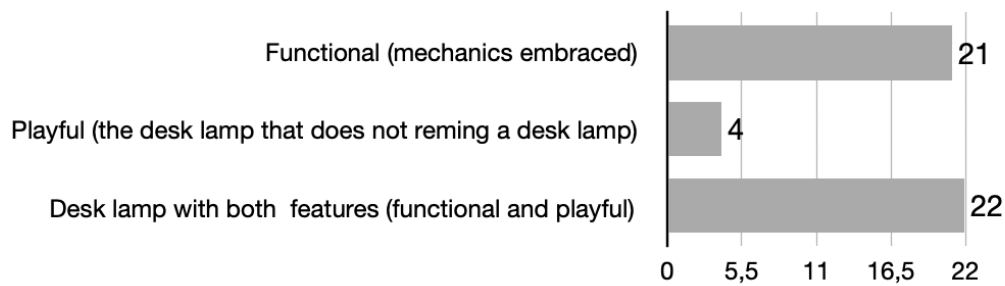 Functional (mechanics embraced)
21
Playful (the desk lamp that does not reming a desk lamp)
4
Desk lamp with both  features (functional and playful)
22
0 5,5 11 16,5 22